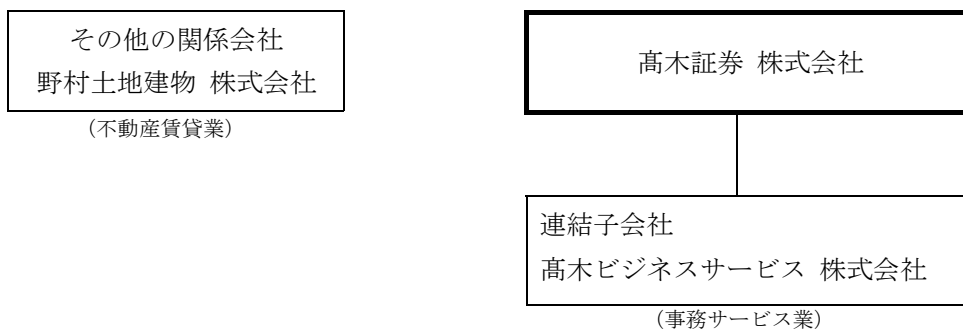 その他の関係会社
野村土地建物 株式会社
(不動産賃貸業)
髙木証券 株式会社
連結子会社
髙木ビジネスサービス 株式会社
(事務サービス業)